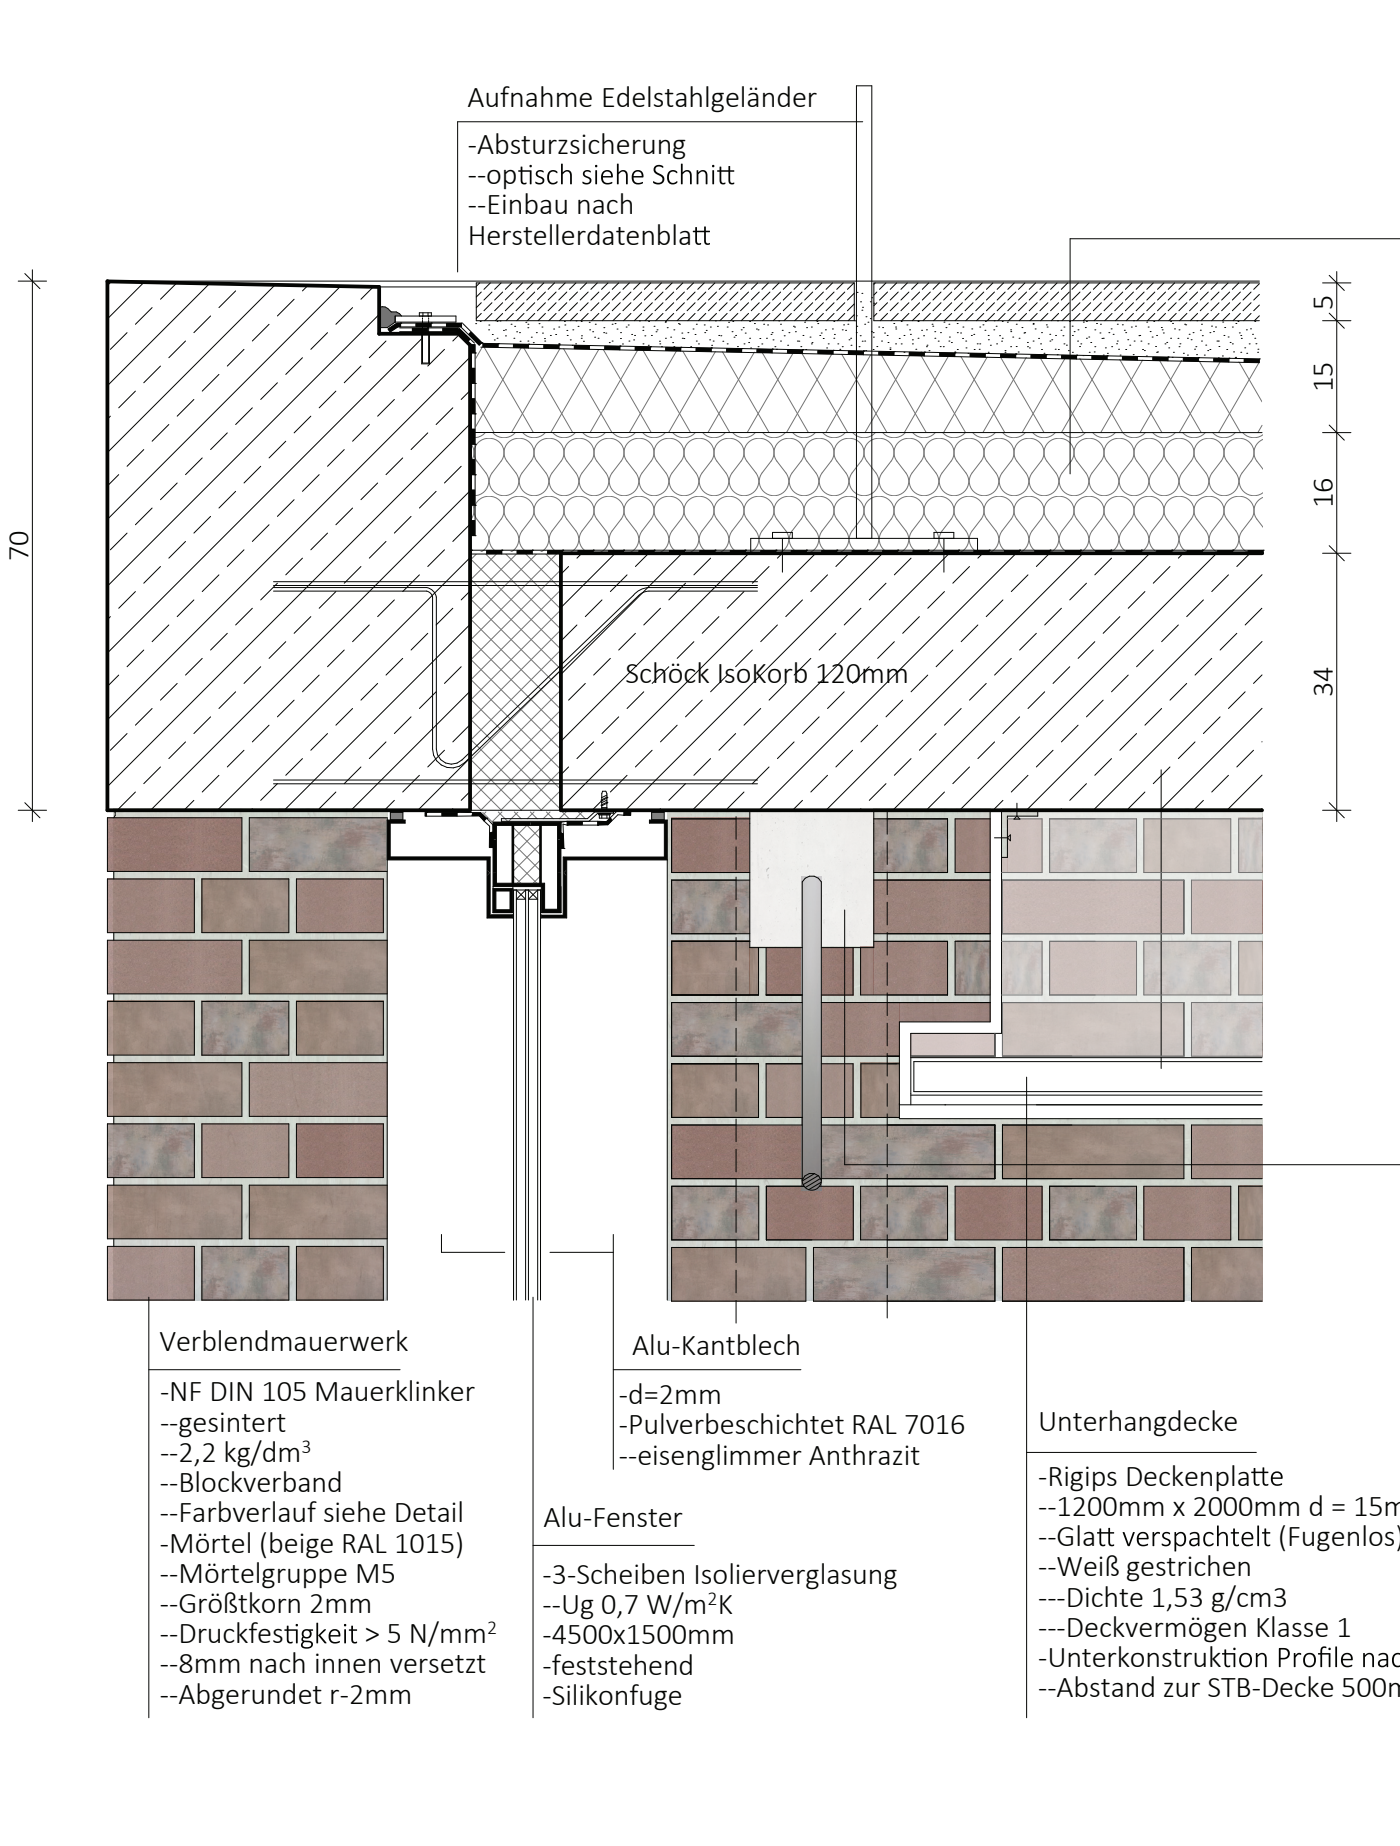 Aufnahme Edelstahlgeländer
-Absturzsicherung
--optisch siehe Schnitt
--Einbau nach
Herstellerdatenblatt
70
5
15
16
34
Schöck IsoKorb 120mm
Verblendmauerwerk
-NF DIN 105 Mauerklinker
--gesintert
--2,2 kg/dm³
--Blockverband
--Farbverlauf siehe Detail
-Mörtel (beige RAL 1015)
--Mörtelgruppe M5
--Größtkorn 2mm
--Druckfestigkeit > 5 N/mm²
--8mm nach innen versetzt
--Abgerundet r-2mm
Alu-Kantblech
-d=2mm
-Pulverbeschichtet RAL 7016
--eisenglimmer Anthrazit
Alu-Fenster
-3-Scheiben Isolierverglasung
--Ug 0,7 W/m²K
-4500x1500mm
-feststehend
-Silikonfuge
Unterhangdecke
-Rigips Deckenplatte
--1200mm x 2000mm d = 15m
--Glatt verspachtelt (Fugenlos)
--Weiß gestrichen
---Dichte 1,53 g/cm3
---Deckvermögen Klasse 1
-Unterkonstruktion Profile nac
--Abstand zur STB-Decke 500m